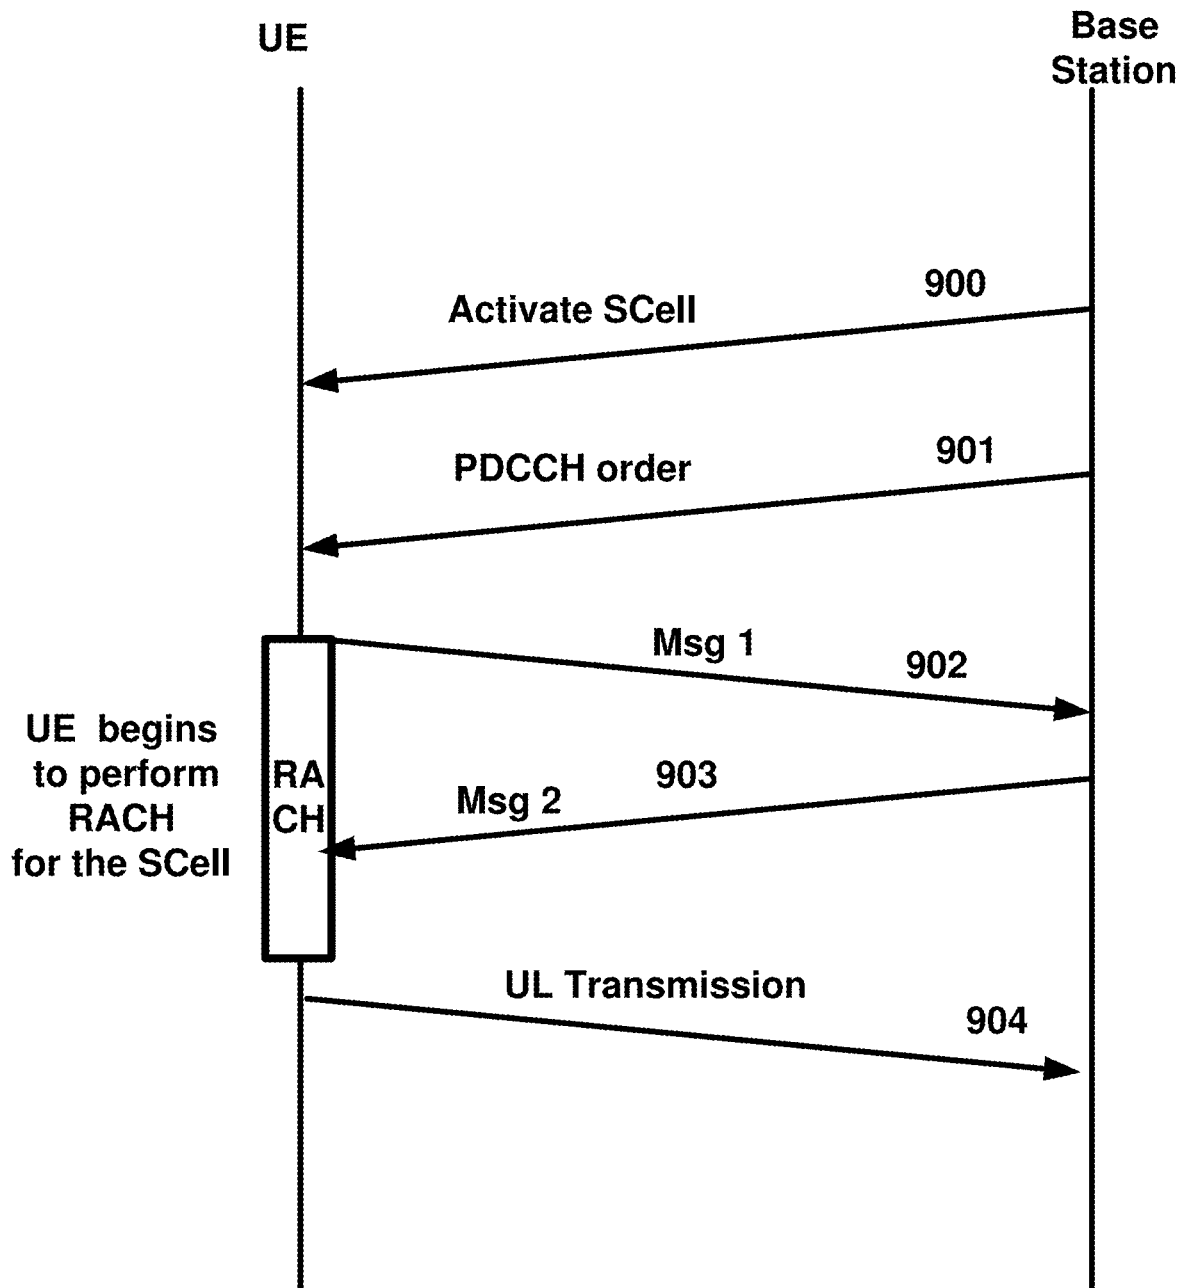 UE
Base
Station
900
Activate SCell
901
PDCCH order
Msg 1
902
UE begins
to perform
RACH
for the SCell
RA
CH
903
Msg 2
UL Transmission
904